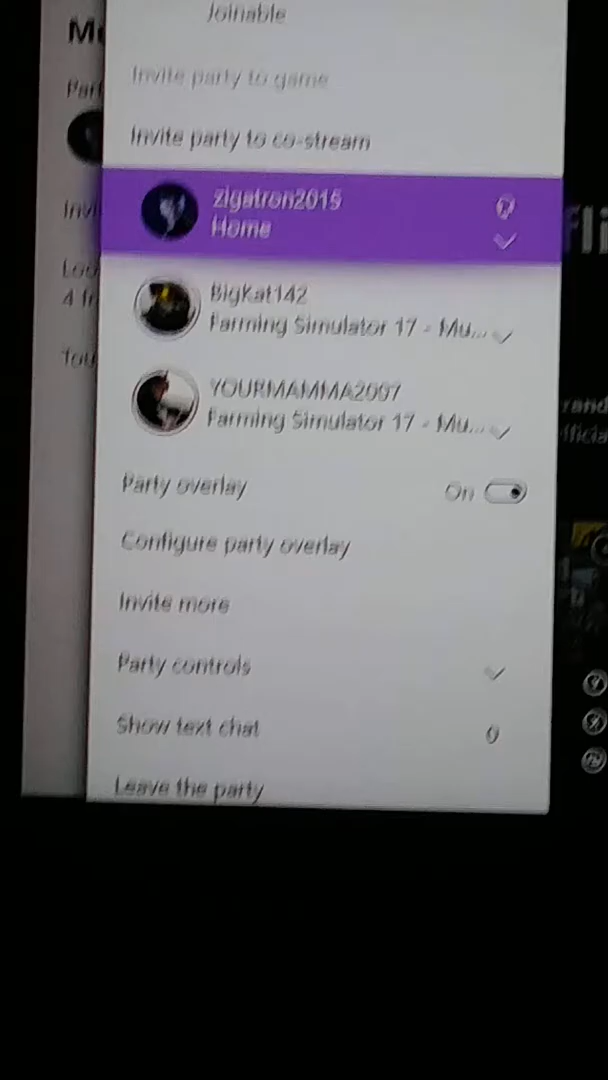 Joinable
Invite party to game
Invite party to co-stream
zigatron2015
Home
BigKat142
Farming Simulator 17 - Mu...
YOURMAMMA2007
Farming Simulator 17 - Mu...
Party overlay
On
Configure party overlay
Invite more
Party controls
Show text chat
0
Leave the party